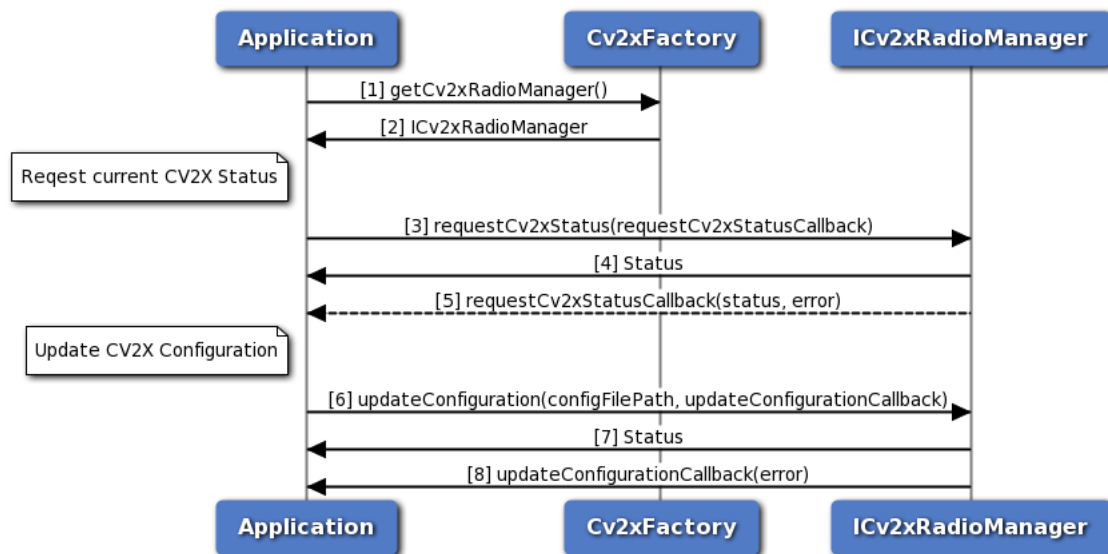 Application
Cv2xFactory
ICv2xRadioManager
[1] getCv2xRadioManager()
[2] ICv2xRadioManager
Reqest current CV2X Status
[3] requestCv2xStatus(requestCv2xStatusCallback)
[4] Status
[5] requestCv2xStatusCallback(status, error)
Update CV2X Configuration
[6] updateConfiguration(configFilePath, updateConfigurationCallback)
[7] Status
[8] updateConfigurationCallback(error)
Application
Cv2xFactory
ICv2xRadioManager